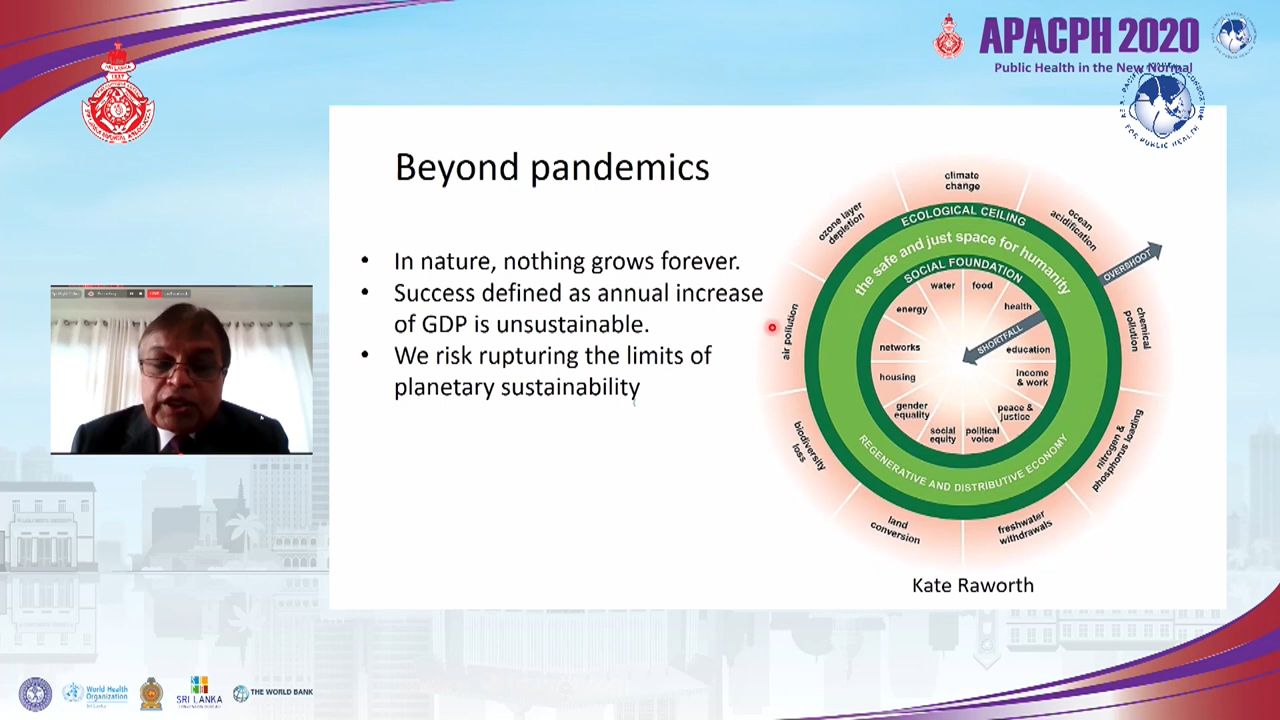 APACPH 2020
Public Health in the New Normal
FOR PUBLIC HEALTH
Beyond pandemics
• In nature, nothing grows forever.
• Success defined as annual increase
of GDP is unsustainable.
• We risk rupturing the limits of
planetary sustainability
climate
change
ocean
acidification
chemical
pollution
nitrogen &
phosphorus loading
freshwater
withdrawals
land
conversion
biodiversity
loss
air pollution
ozone layer
depletion
OVERSHOOT
ECOLOGICAL CEILING
the safe and just space for humanity
SOCIAL FOUNDATION
water
food
health
education
income
& work
peace &
justice
political
voice
social
equity
gender
equality
housing
networks
energy
SHORTFALL
REGENERATIVE AND DISTRIBUTIVE ECONOMY
Kate Raworth
World Health
Organization
Sri Lanka
SRI LANKA
THE WORLD BANK